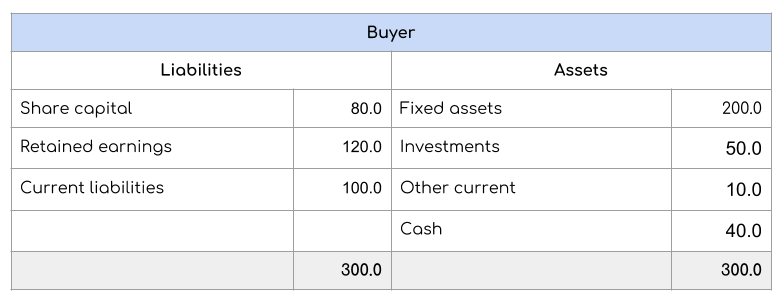 Buyer
Liabilities Assets
Share capital 80.0 Fixed assets 200.0
Retained earnings 120.0 Investments 50.0
Current liabilities 100.0 Other current 10.0
Cash 40.0
300.0 300.0